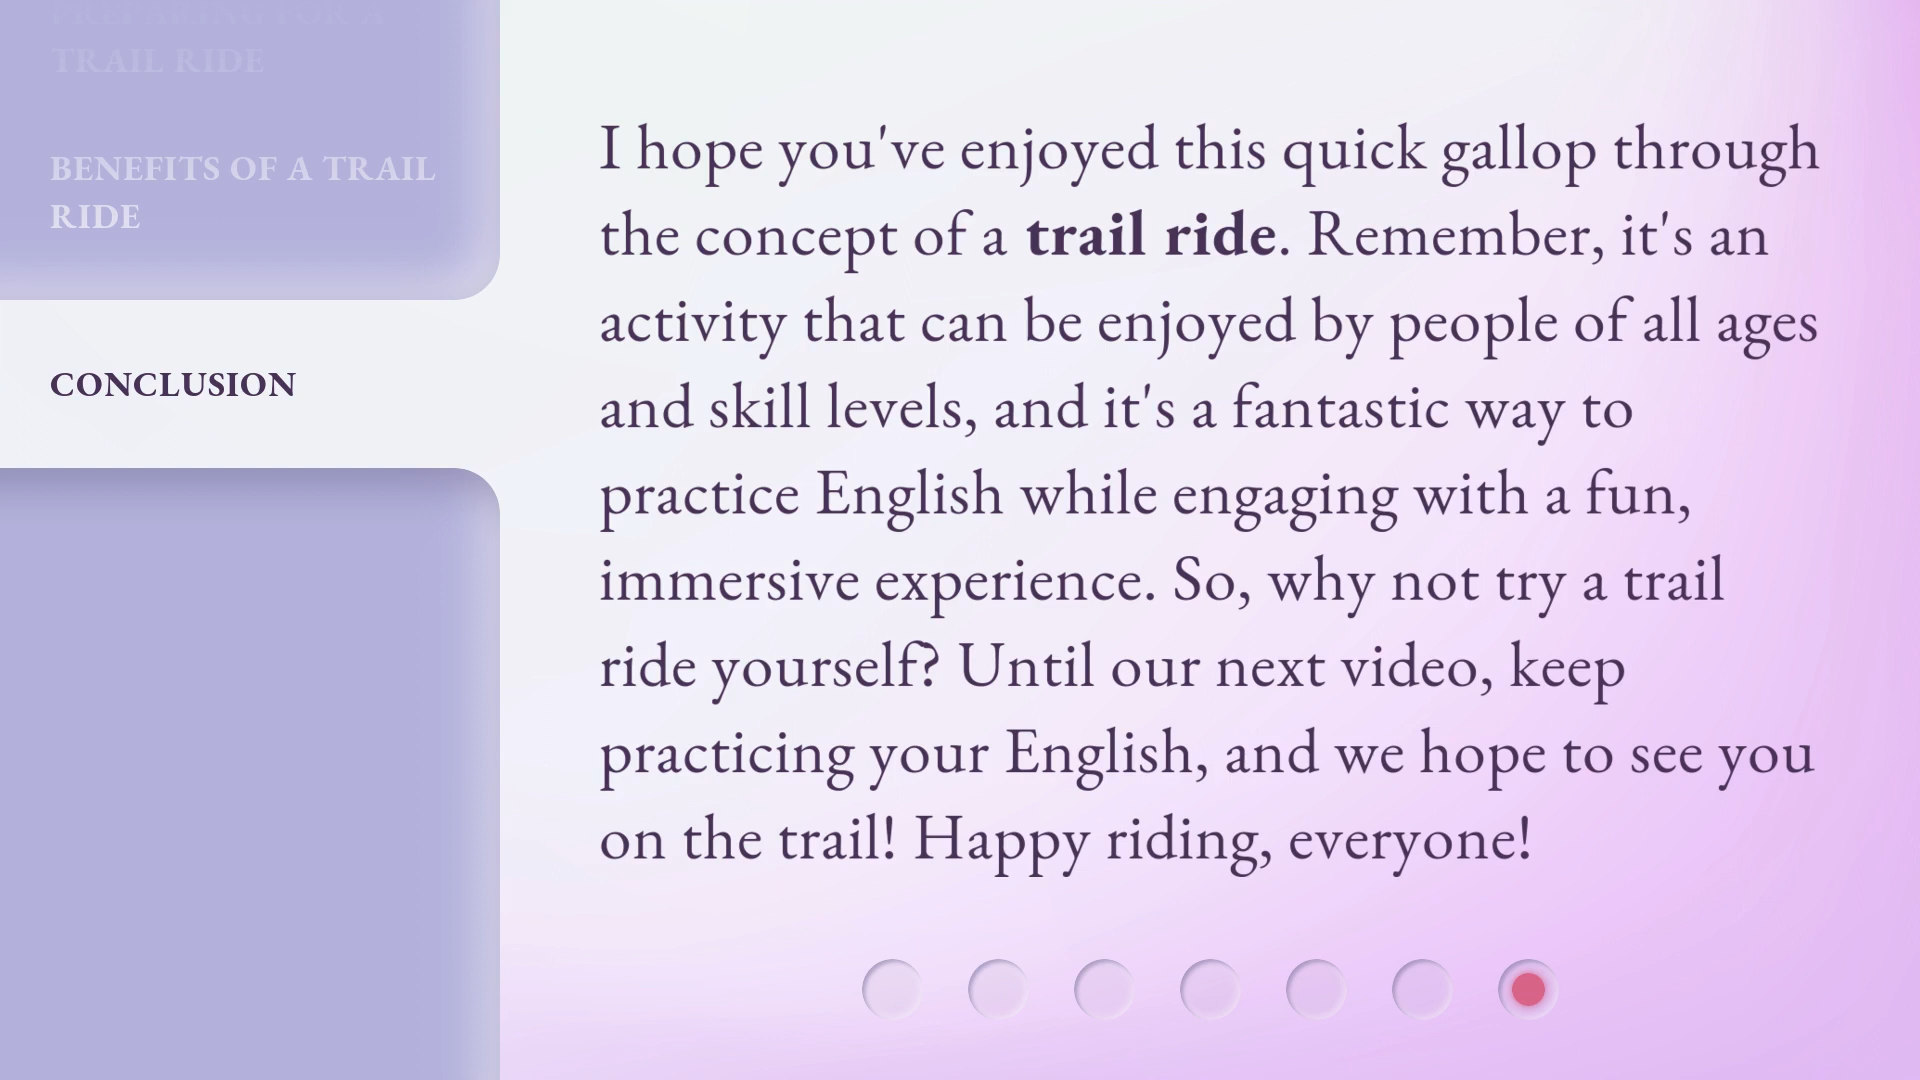 PREPARING FOR A
TRAIL RIDE
BENEFITS OF A TRAIL
RIDE
CONCLUSION
I hope you've enjoyed this quick gallop through
the concept of a trail ride. Remember, it's an
activity that can be enjoyed by people of all ages
and skill levels, and it's a fantastic way to
practice English while engaging with a fun,
immersive experience. So, why not try a trail
ride yourself? Until our next video, keep
practicing your English, and we hope to see you
on the trail! Happy riding, everyone!